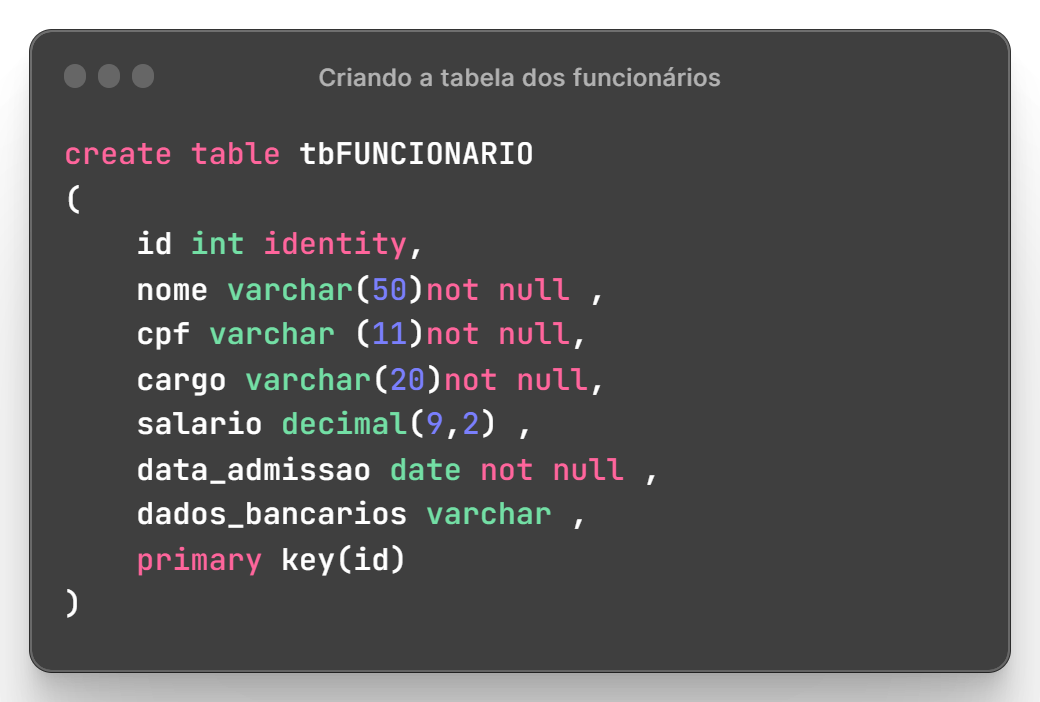 Criando a tabela dos funcionários
create table tbFUNCIONARIO
(
    id int identity,
    nome varchar(50)not null ,
    cpf varchar (11)not null,
    cargo varchar(20)not null,
    salario decimal(9,2) ,
    data_admissao date not null ,
    dados_bancarios varchar ,
    primary key(id)
)